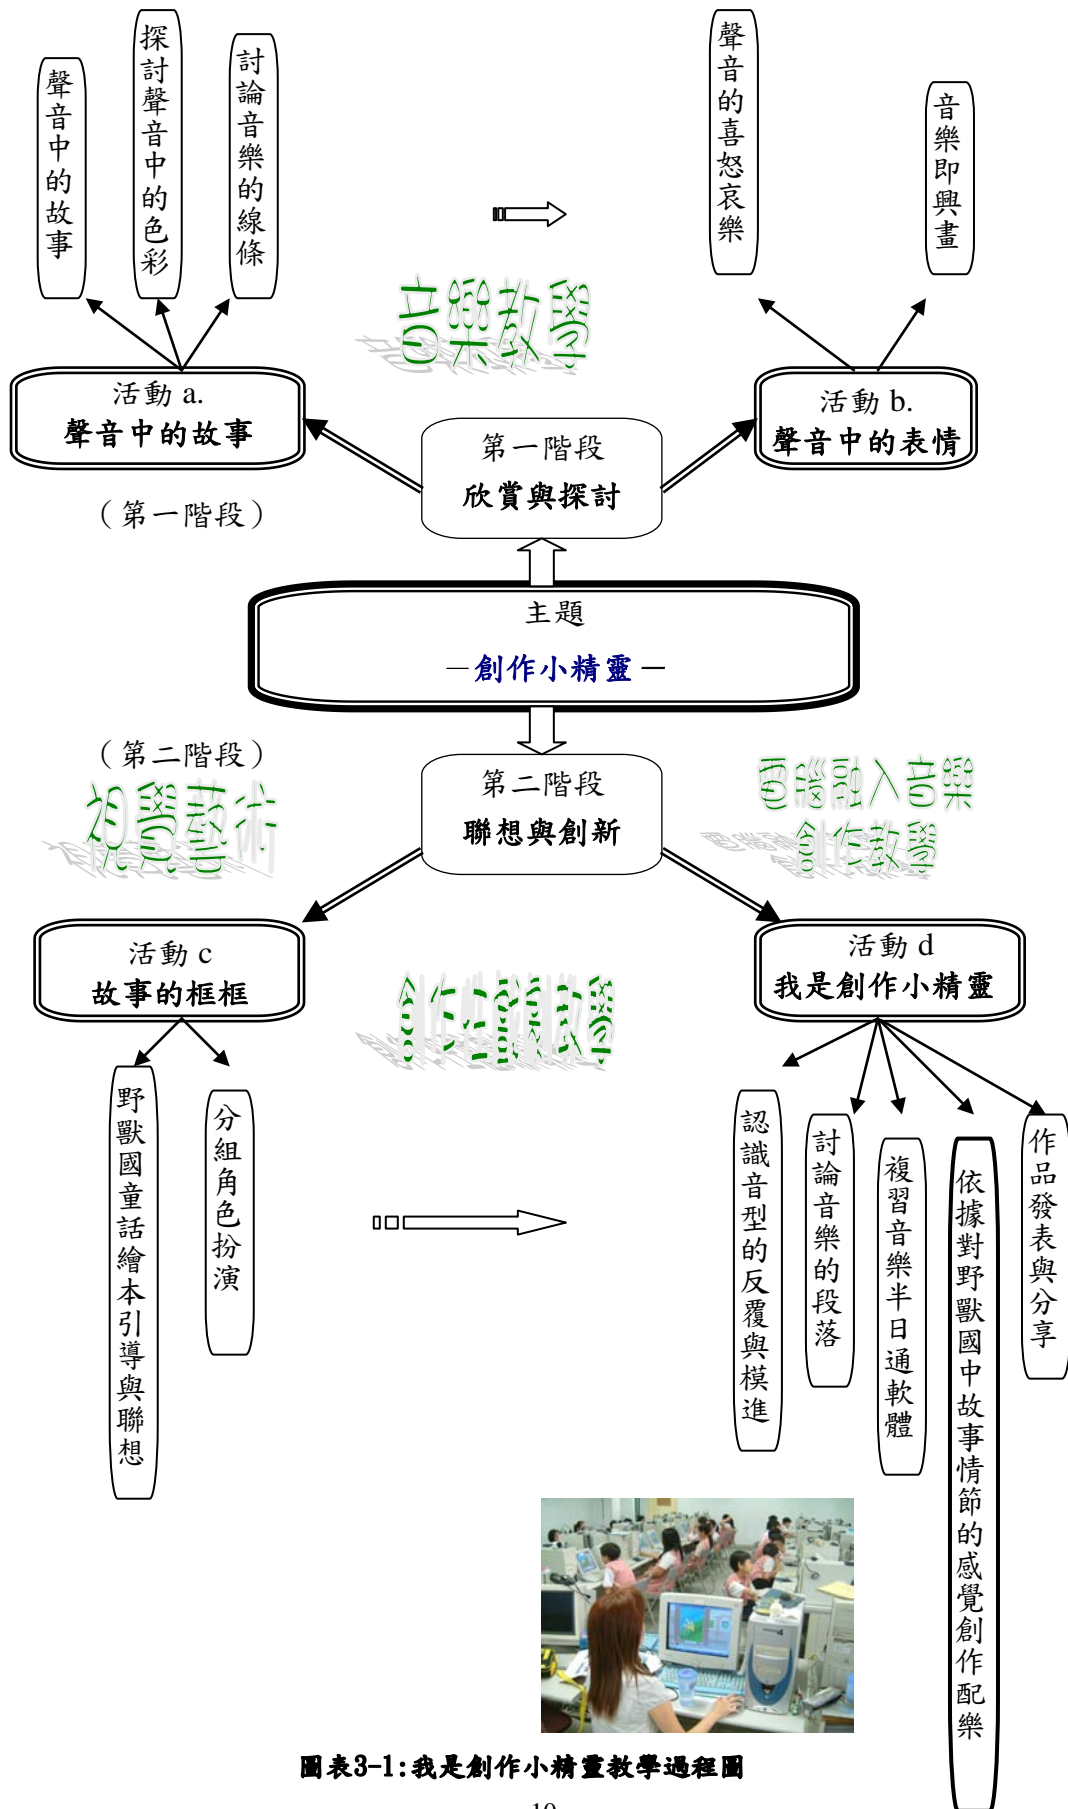 聲音中的故事
探討聲音中的色彩
討論音樂的線條
聲音的喜怒哀樂
音樂即興畫
音樂教學
活動 a.
聲音中的故事
活動 b.
聲音中的表情
第一階段
欣賞與探討
（第一階段）
主題
－創作小精靈－
（第二階段）
視覺藝術
第二階段
聯想與創新
電腦融入音樂
創作教學
活動 c
故事的框框
活動 d
我是創作小精靈
野獸國童話繪本引導與聯想
分組角色扮演
認識音型的反覆與模進
討論音樂的段落
複習音樂半日通軟體
依據對野獸國中故事情節的感覺創作配樂
作品發表與分享
圖表3-1:我是創作小精靈教學過程圖
10